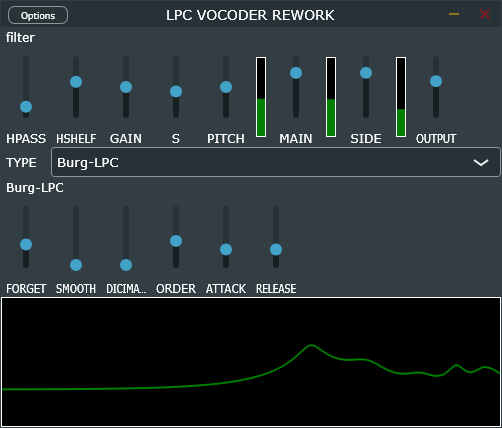 Options LPC VOCODER REWORK
filter
HPASS HSHELF GAIN S PITCH MAIN SIDE OUTPUT
TYPE Burg-LPC
Burg-LPC
FORGET SMOOTH DICIMA... ORDER ATTACK RELEASE